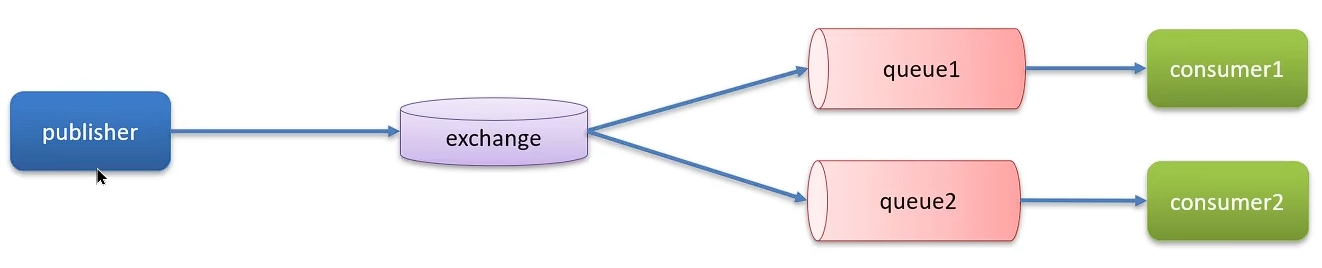 publisher
exchange
queue1
consumer1
queue2
consumer2